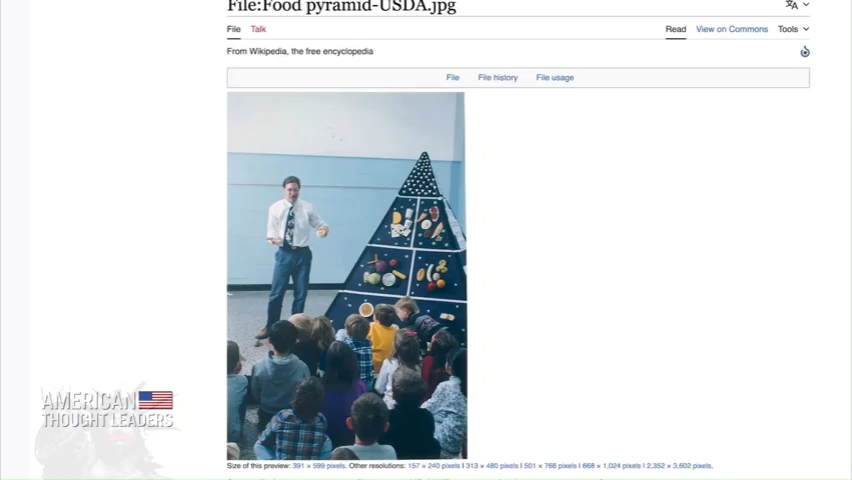 File:Food pyramid-USDA.jpg
File Talk Read View on Commons Tools
From Wikipedia, the free encyclopedia
File File history File usage
AMERICAN
THOUGHT LEADERS
Size of this preview: 391 × 599 pixels. Other resolutions: 157 × 240 pixels | 313 × 480 pixels | 501 × 768 pixels | 668 × 1,024 pixels | 2,352 × 3,602 pixels.